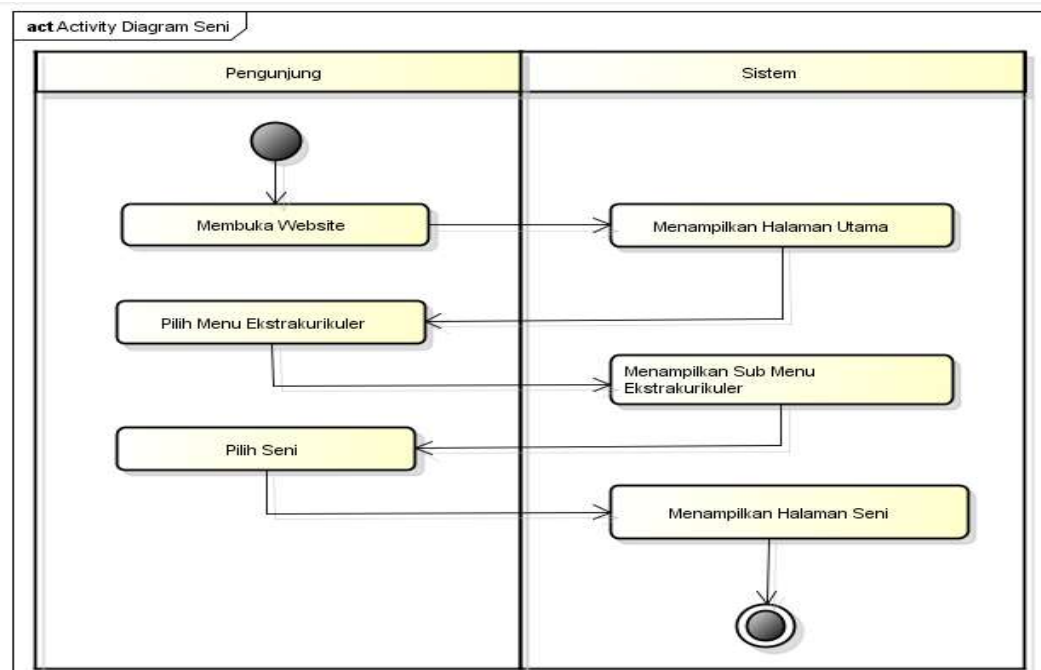 act Activity Diagram Seni
Pengunjung
Sistem
Membuka Website
Menampilkan Halaman Utama
Pilih Menu Ekstrakurikuler
Menampilkan Sub Menu
Ekstrakurikuler
Pilih Seni
Menampilkan Halaman Seni